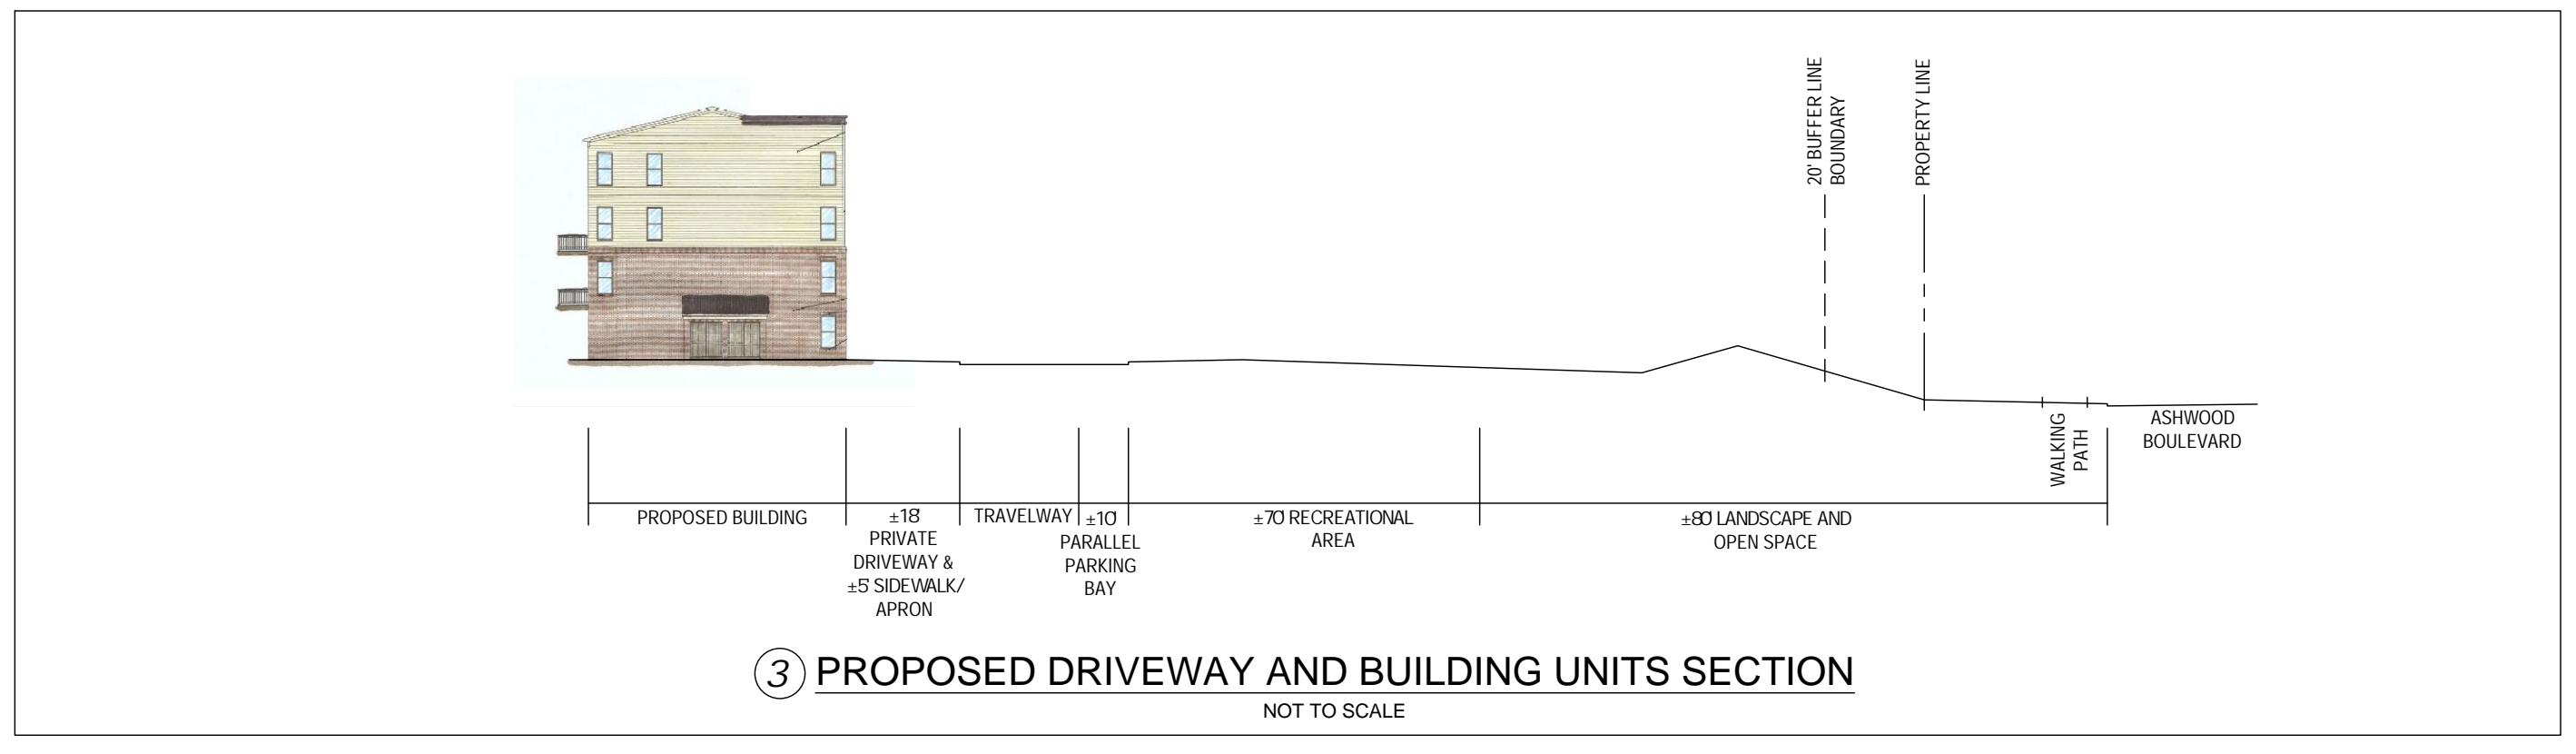 20' BUFFER LINE
BOUNDARY
PROPERTY LINE
WALKING
PATH
ASHWOOD
BOULEVARD
PROPOSED BUILDING
±18'
PRIVATE
DRIVEWAY &
±5' SIDEWALK/
APRON
TRAVELWAY
±10'
PARALLEL
PARKING
BAY
±70' RECREATIONAL
AREA
±80' LANDSCAPE AND
OPEN SPACE
3 PROPOSED DRIVEWAY AND BUILDING UNITS SECTION
NOT TO SCALE